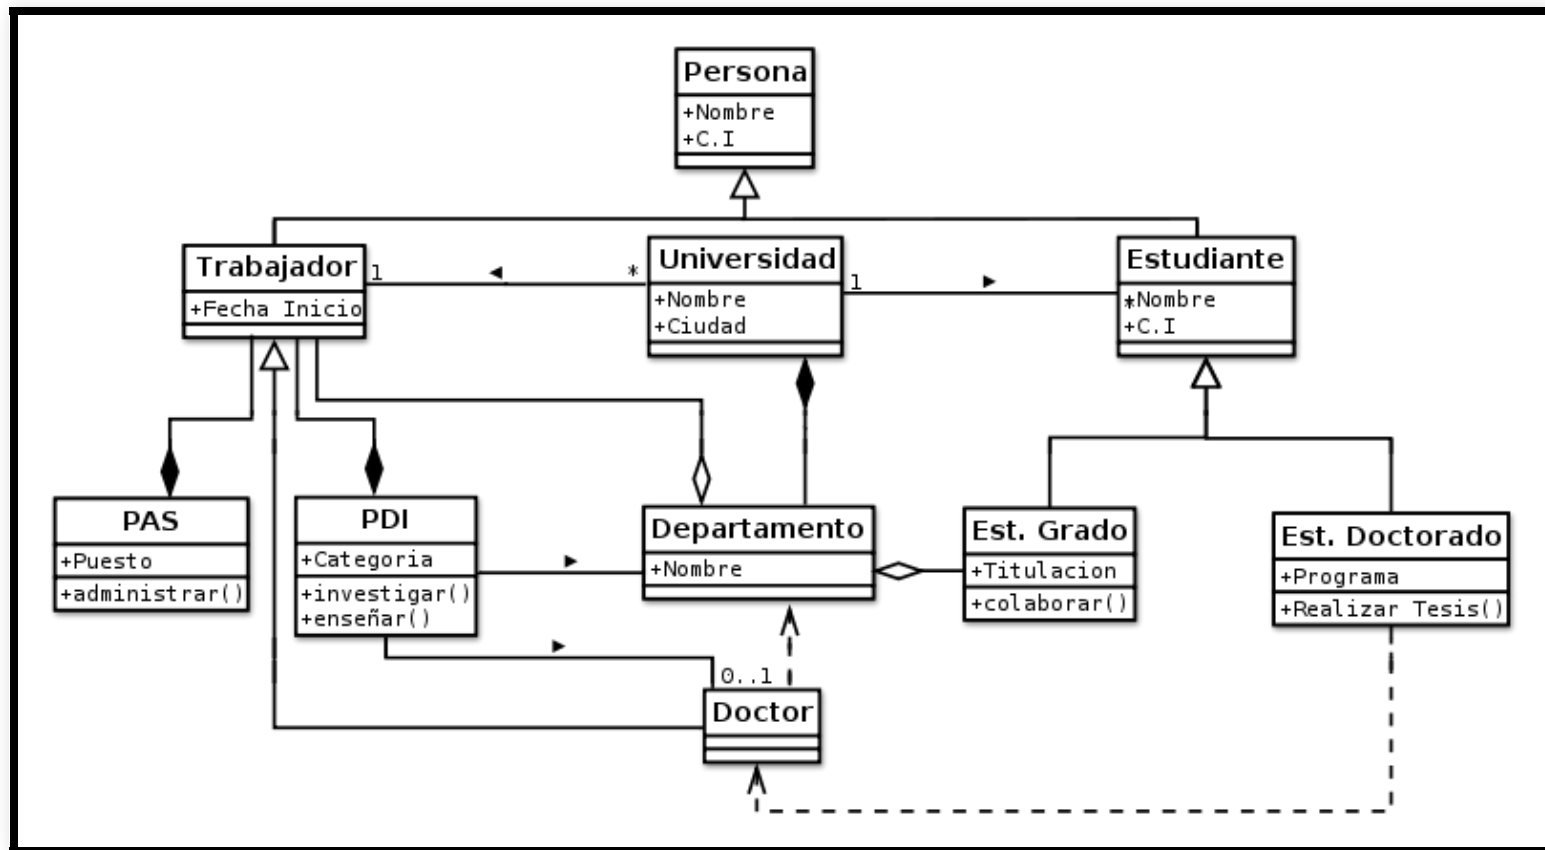 Persona
+Nombre
+C.I
Trabajador
+Fecha Inicio
1
*
Universidad
+Nombre
+Ciudad
1
Estudiante
*Nombre
+C.I
PAS
+Puesto
+administrar()
PDI
+Categoria
+investigar()
+enseñar()
Departamento
+Nombre
Est. Grado
+Titulacion
+colaborar()
Est. Doctorado
+Programa
+Realizar Tesis()
0..1
Doctor